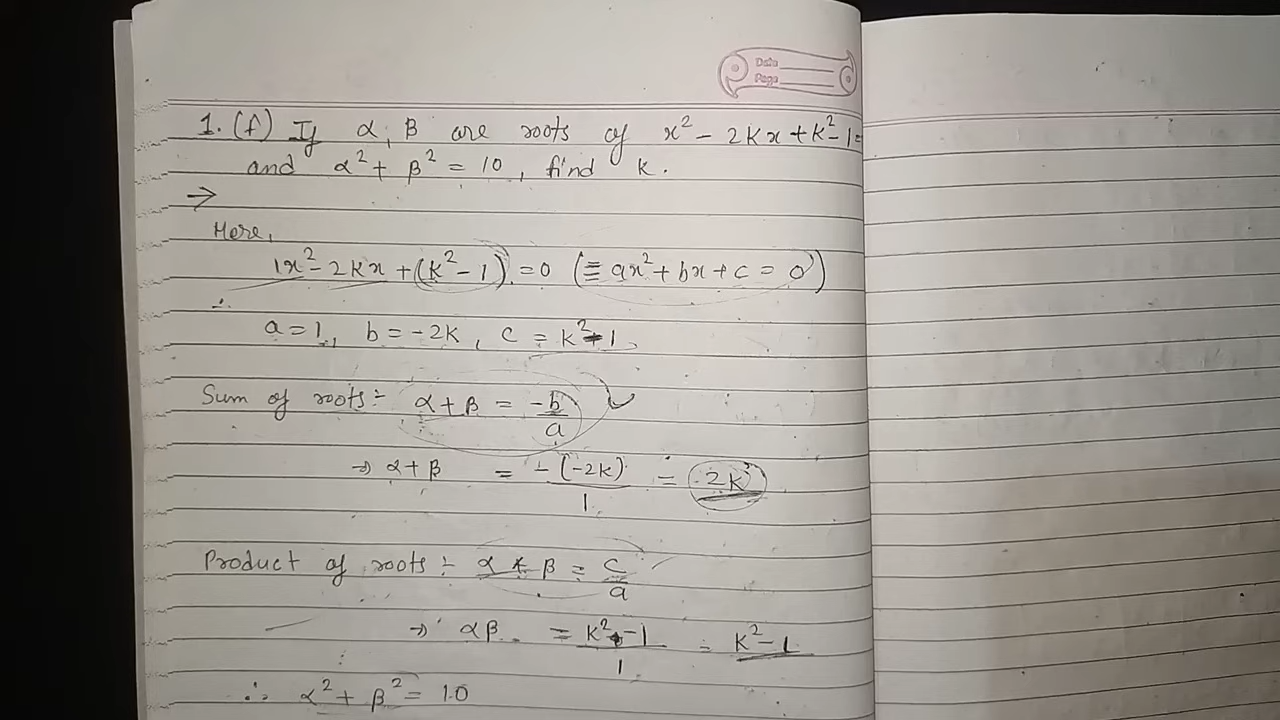 Date
Page
1. (f) If α, β are roots of x² - 2Kx + K² - 1 =
and α² + β² = 10, find K.
→
Here,
1x² - 2Kx + (K² - 1) = 0 (≡ ax² + bx + c = 0)
∴
a = 1, b = -2K, c = K² - 1,
Sum of roots :- α + β = -b/a
→ α + β = -(-2K)/1 = 2K
Product of roots :- α * β = c/a
→ αβ = K² - 1/1 = K² - 1
∴ α² + β² = 10